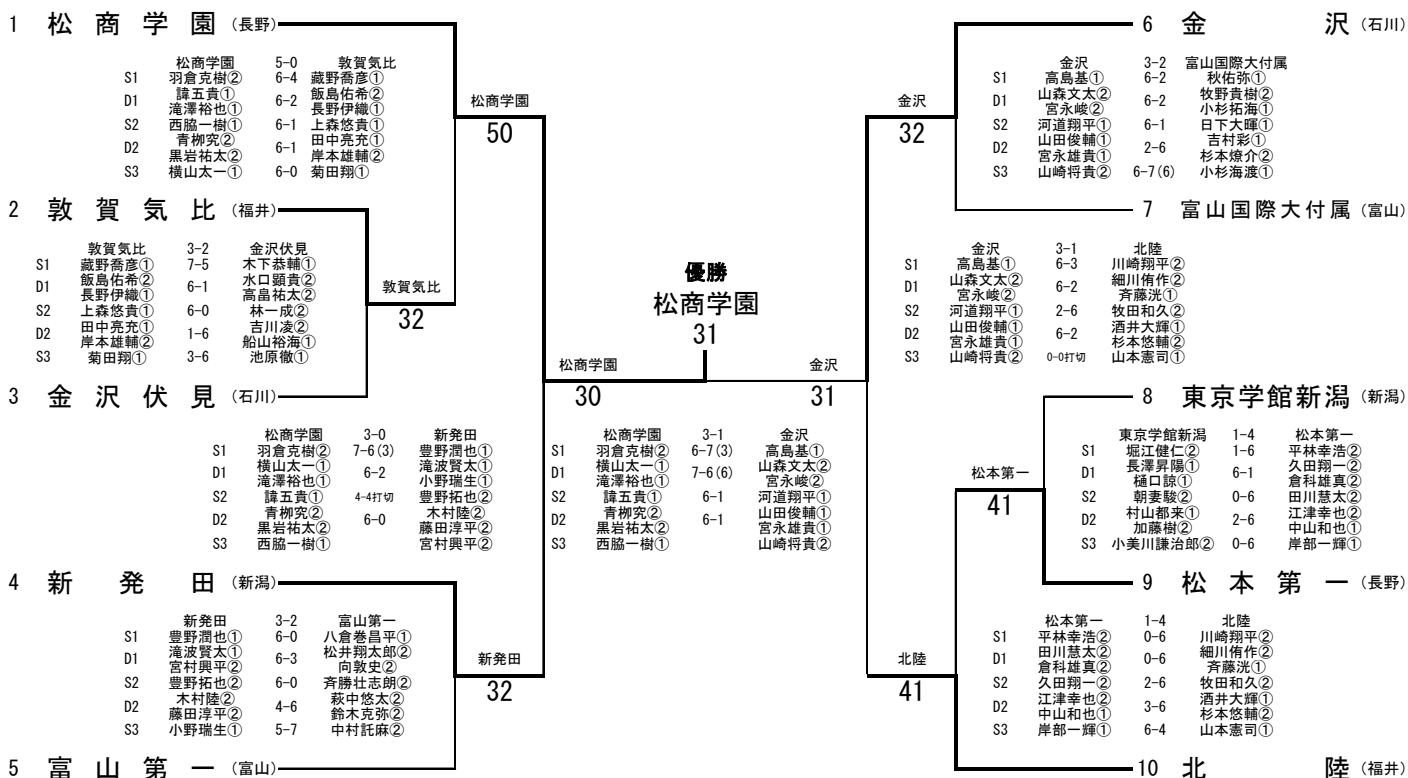 1 松商学園 (長野)
松商学園 5-0 敦賀気比
S1 羽倉克樹② 6-4 藏野喬彦①
D1 諱五貴① 滝澤裕也① 6-2 飯島佑希② 長野伊織①
S2 西脇一樹① 6-1 上森悠貴①
D2 青栁究② 黒岩祐太② 6-1 田中亮充① 岸本雄輔②
S3 横山太一① 6-0 菊田翔①
松商学園
50
2 敦賀気比 (福井)
敦賀気比 3-2 金沢伏見
S1 藏野喬彦① 7-5 木下恭輔①
D1 飯島佑希② 長野伊織① 6-1 水口顕貴② 高畠祐太②
S2 上森悠貴① 6-0 林一成②
D2 田中亮充① 岸本雄輔② 1-6 吉川凌② 船山裕海①
S3 菊田翔① 3-6 池原徹①
敦賀気比
32
3 金沢伏見 (石川)
松商学園 3-0 新発田
S1 羽倉克樹② 7-6(3) 豊野潤也①
D1 横山太一① 滝澤裕也① 6-2 滝波賢太① 小野瑞生①
S2 諱五貴① 4-4打切 豊野拓也②
D2 青栁究② 黒岩祐太② 6-0 木村陸② 藤田淳平②
S3 西脇一樹① 宮村興平②
松商学園
30
4 新発田 (新潟)
新発田 3-2 富山第一
S1 豊野潤也① 6-0 八倉巻昌平①
D1 滝波賢太① 宮村興平② 6-3 松井翔太郎② 向敦史②
S2 豊野拓也② 6-0 斉勝壮志朗②
D2 木村陸② 藤田淳平② 4-6 萩中悠太② 鈴木克弥②
S3 小野瑞生① 5-7 中村託麻②
新発田
32
5 富山第一 (富山)
優勝
松商学園
31
松商学園 3-1 金沢
S1 羽倉克樹② 6-7(3) 高島基①
D1 横山太一① 滝澤裕也① 7-6(6) 山森文太② 宮永峻②
S2 諱五貴① 6-1 河道翔平①
D2 青栁究② 黒岩祐太② 6-1 山田俊輔① 宮永雄貴①
S3 西脇一樹① 山崎将貴②
金沢
31
6 金沢 (石川)
金沢 3-2 富山国際大付属
S1 高島基① 6-2 秋佑弥①
D1 山森文太② 宮永峻② 6-2 牧野貴樹② 小杉拓海①
S2 河道翔平① 6-1 日下大暉①
D2 山田俊輔① 宮永雄貴① 2-6 吉村彩① 杉本燎介②
S3 山崎将貴② 6-7(6) 小杉海渡①
金沢
32
7 富山国際大付属 (富山)
金沢 3-1 北陸
S1 高島基① 6-3 川崎翔平②
D1 山森文太② 宮永峻② 6-2 細川侑作② 斉藤洸①
S2 河道翔平① 2-6 牧田和久②
D2 山田俊輔① 宮永雄貴① 6-2 酒井大輝① 杉本悠輔②
S3 山崎将貴② 0-0打切 山本憲司①
8 東京学館新潟 (新潟)
東京学館新潟 1-4 松本第一
S1 堀江健仁② 1-6 平林幸浩②
D1 長澤昇陽① 樋口諒① 6-1 久田翔一② 倉科雄真②
S2 朝妻駿② 0-6 田川慧太②
D2 村山都来① 加藤樹② 2-6 江津幸也② 中山和也①
S3 小美川謙治郎② 0-6 岸部一輝①
松本第一
41
9 松本第一 (長野)
松本第一 1-4 北陸
S1 平林幸浩② 0-6 川崎翔平②
D1 田川慧太② 倉科雄真② 0-6 細川侑作② 斉藤洸①
S2 久田翔一② 2-6 牧田和久②
D2 江津幸也② 中山和也① 3-6 酒井大輝① 杉本悠輔②
S3 岸部一輝① 6-4 山本憲司①
北陸
41
10 北陸 (福井)